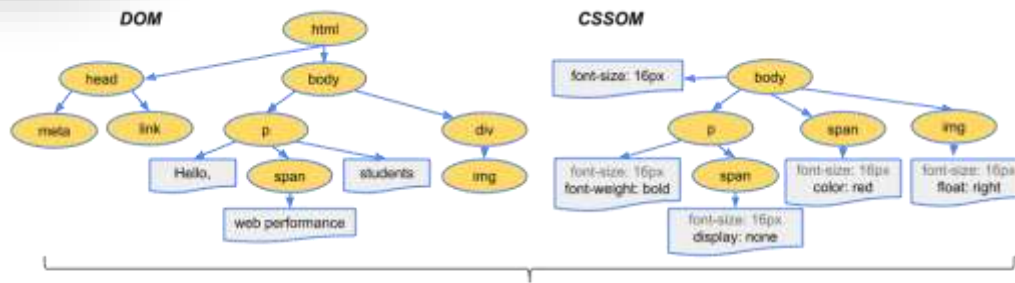 DOM
CSSOM
html
head
body
meta
link
p
div
Hello,
span
students
img
web performance
font-size: 16px
body
p
span
img
font-size: 16px
font-weight: bold
span
font-size: 16px
color: red
font-size: 16px
float: right
font-size: 16px
display: none